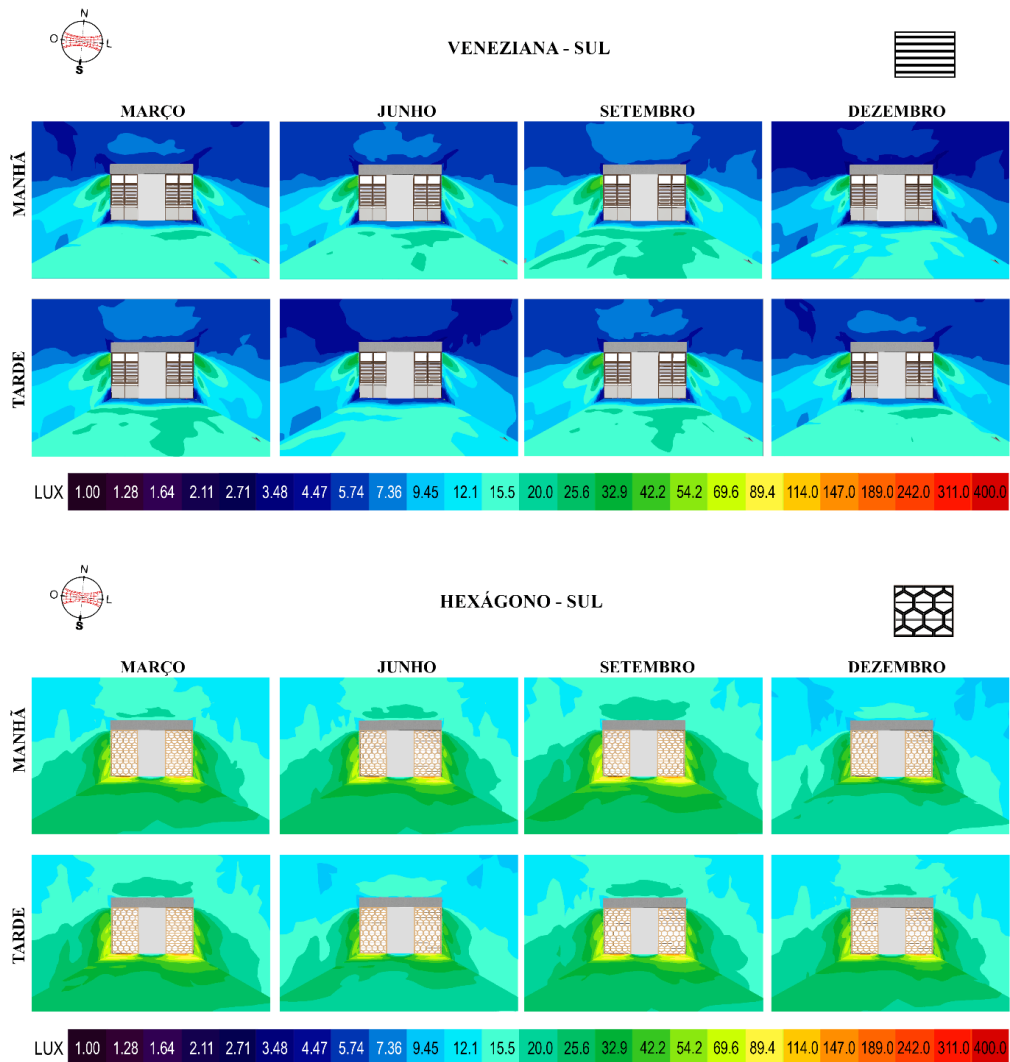 N
O L
S
VENEZIANA - SUL
MARÇO JUNHO SETEMBRO DEZEMBRO
MANHÃ
TARDE
LUX 1.00 1.28 1.64 2.11 2.71 3.48 4.47 5.74 7.36 9.45 12.1 15.5 20.0 25.6 32.9 42.2 54.2 69.6 89.4 114.0 147.0 189.0 242.0 311.0 400.0
N
O L
S
HEXÁGONO - SUL
MARÇO JUNHO SETEMBRO DEZEMBRO
MANHÃ
TARDE
LUX 1.00 1.28 1.64 2.11 2.71 3.48 4.47 5.74 7.36 9.45 12.1 15.5 20.0 25.6 32.9 42.2 54.2 69.6 89.4 114.0 147.0 189.0 242.0 311.0 400.0